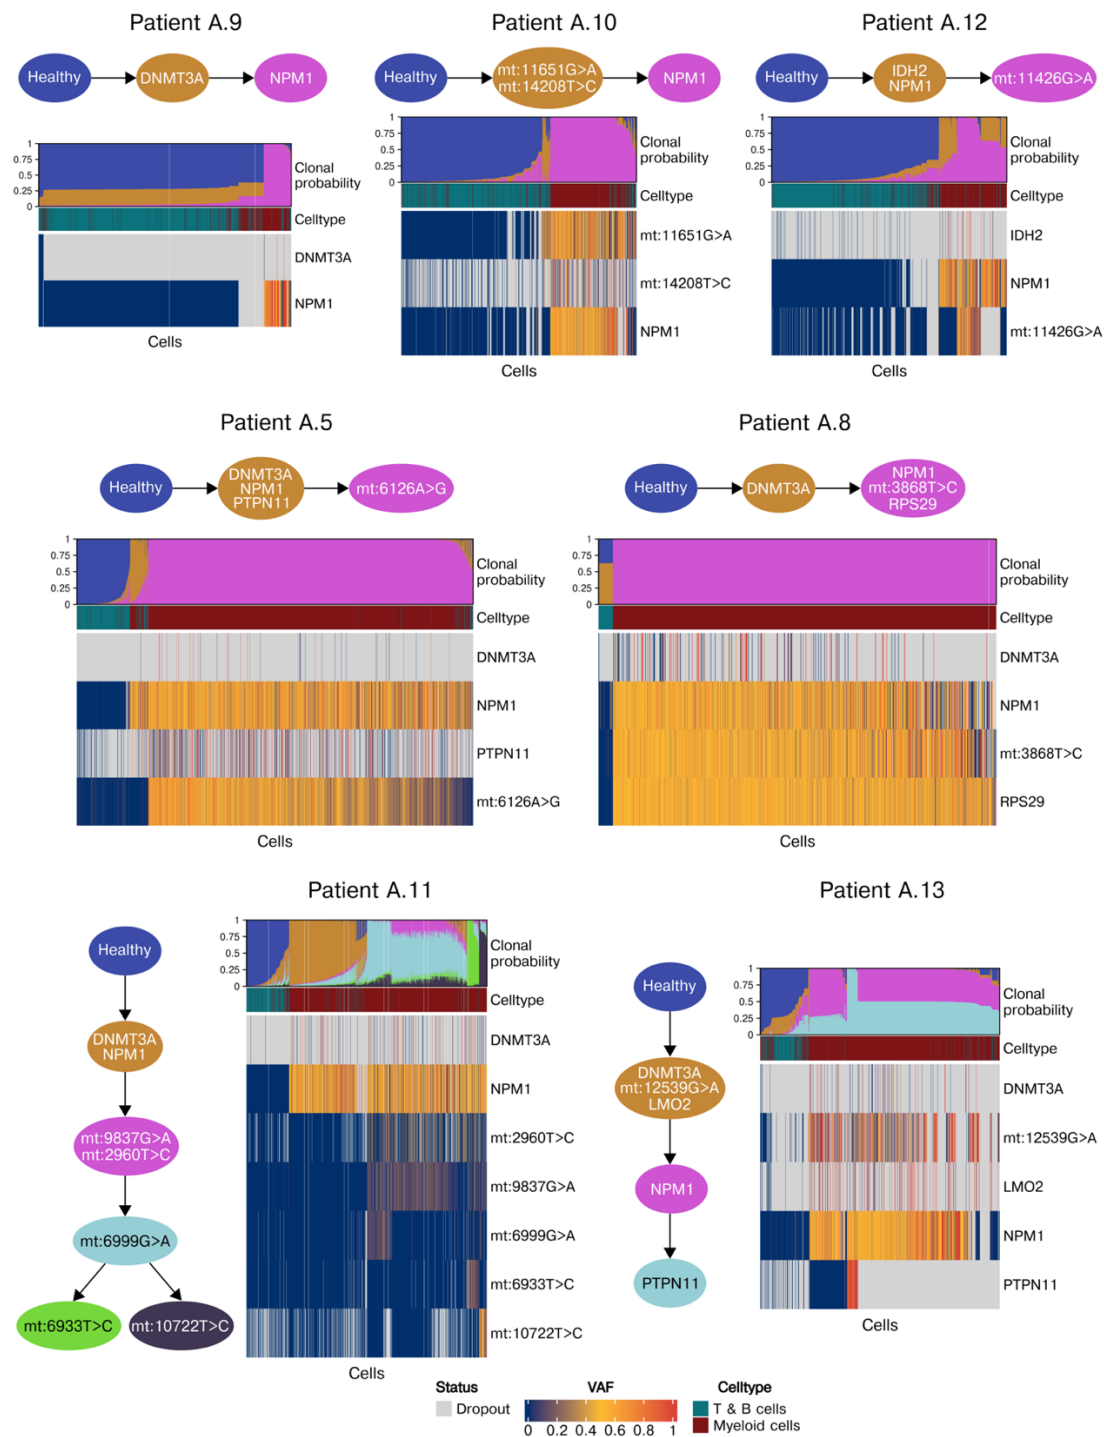 Patient A.9
Healthy
DNMT3A
NPM1
1
0.75
0.5
0.25
0
Clonal
probability
Celltype
DNMT3A
NPM1
Cells
Patient A.10
Healthy
mt:11651G>A
mt:14208T>C
NPM1
1
0.75
0.5
0.25
0
Clonal
probability
Celltype
mt:11651G>A
mt:14208T>C
NPM1
Cells
Patient A.12
Healthy
IDH2
NPM1
mt:11426G>A
1
0.75
0.5
0.25
0
Clonal
probability
Celltype
IDH2
NPM1
mt:11426G>A
Cells
Patient A.5
Healthy
DNMT3A
NPM1
PTPN11
mt:6126A>G
1
0.75
0.5
0.25
0
Clonal
probability
Celltype
DNMT3A
NPM1
PTPN11
mt:6126A>G
Cells
Patient A.8
Healthy
DNMT3A
NPM1
mt:3868T>C
RPS29
1
0.75
0.5
0.25
0
Clonal
probability
Celltype
DNMT3A
NPM1
mt:3868T>C
RPS29
Cells
Patient A.11
Healthy
DNMT3A
NPM1
mt:9837G>A
mt:2960T>C
mt:6999G>A
mt:6933T>C
mt:10722T>C
1
0.75
0.5
0.25
0
Clonal
probability
Celltype
DNMT3A
NPM1
mt:2960T>C
mt:9837G>A
mt:6999G>A
mt:6933T>C
mt:10722T>C
Cells
Patient A.13
Healthy
DNMT3A
mt:12539G>A
LMO2
NPM1
PTPN11
1
0.75
0.5
0.25
0
Clonal
probability
Celltype
DNMT3A
mt:12539G>A
LMO2
NPM1
PTPN11
Cells
Status
Dropout
VAF
0 0.2 0.4 0.6 0.8 1
Celltype
T & B cells
Myeloid cells